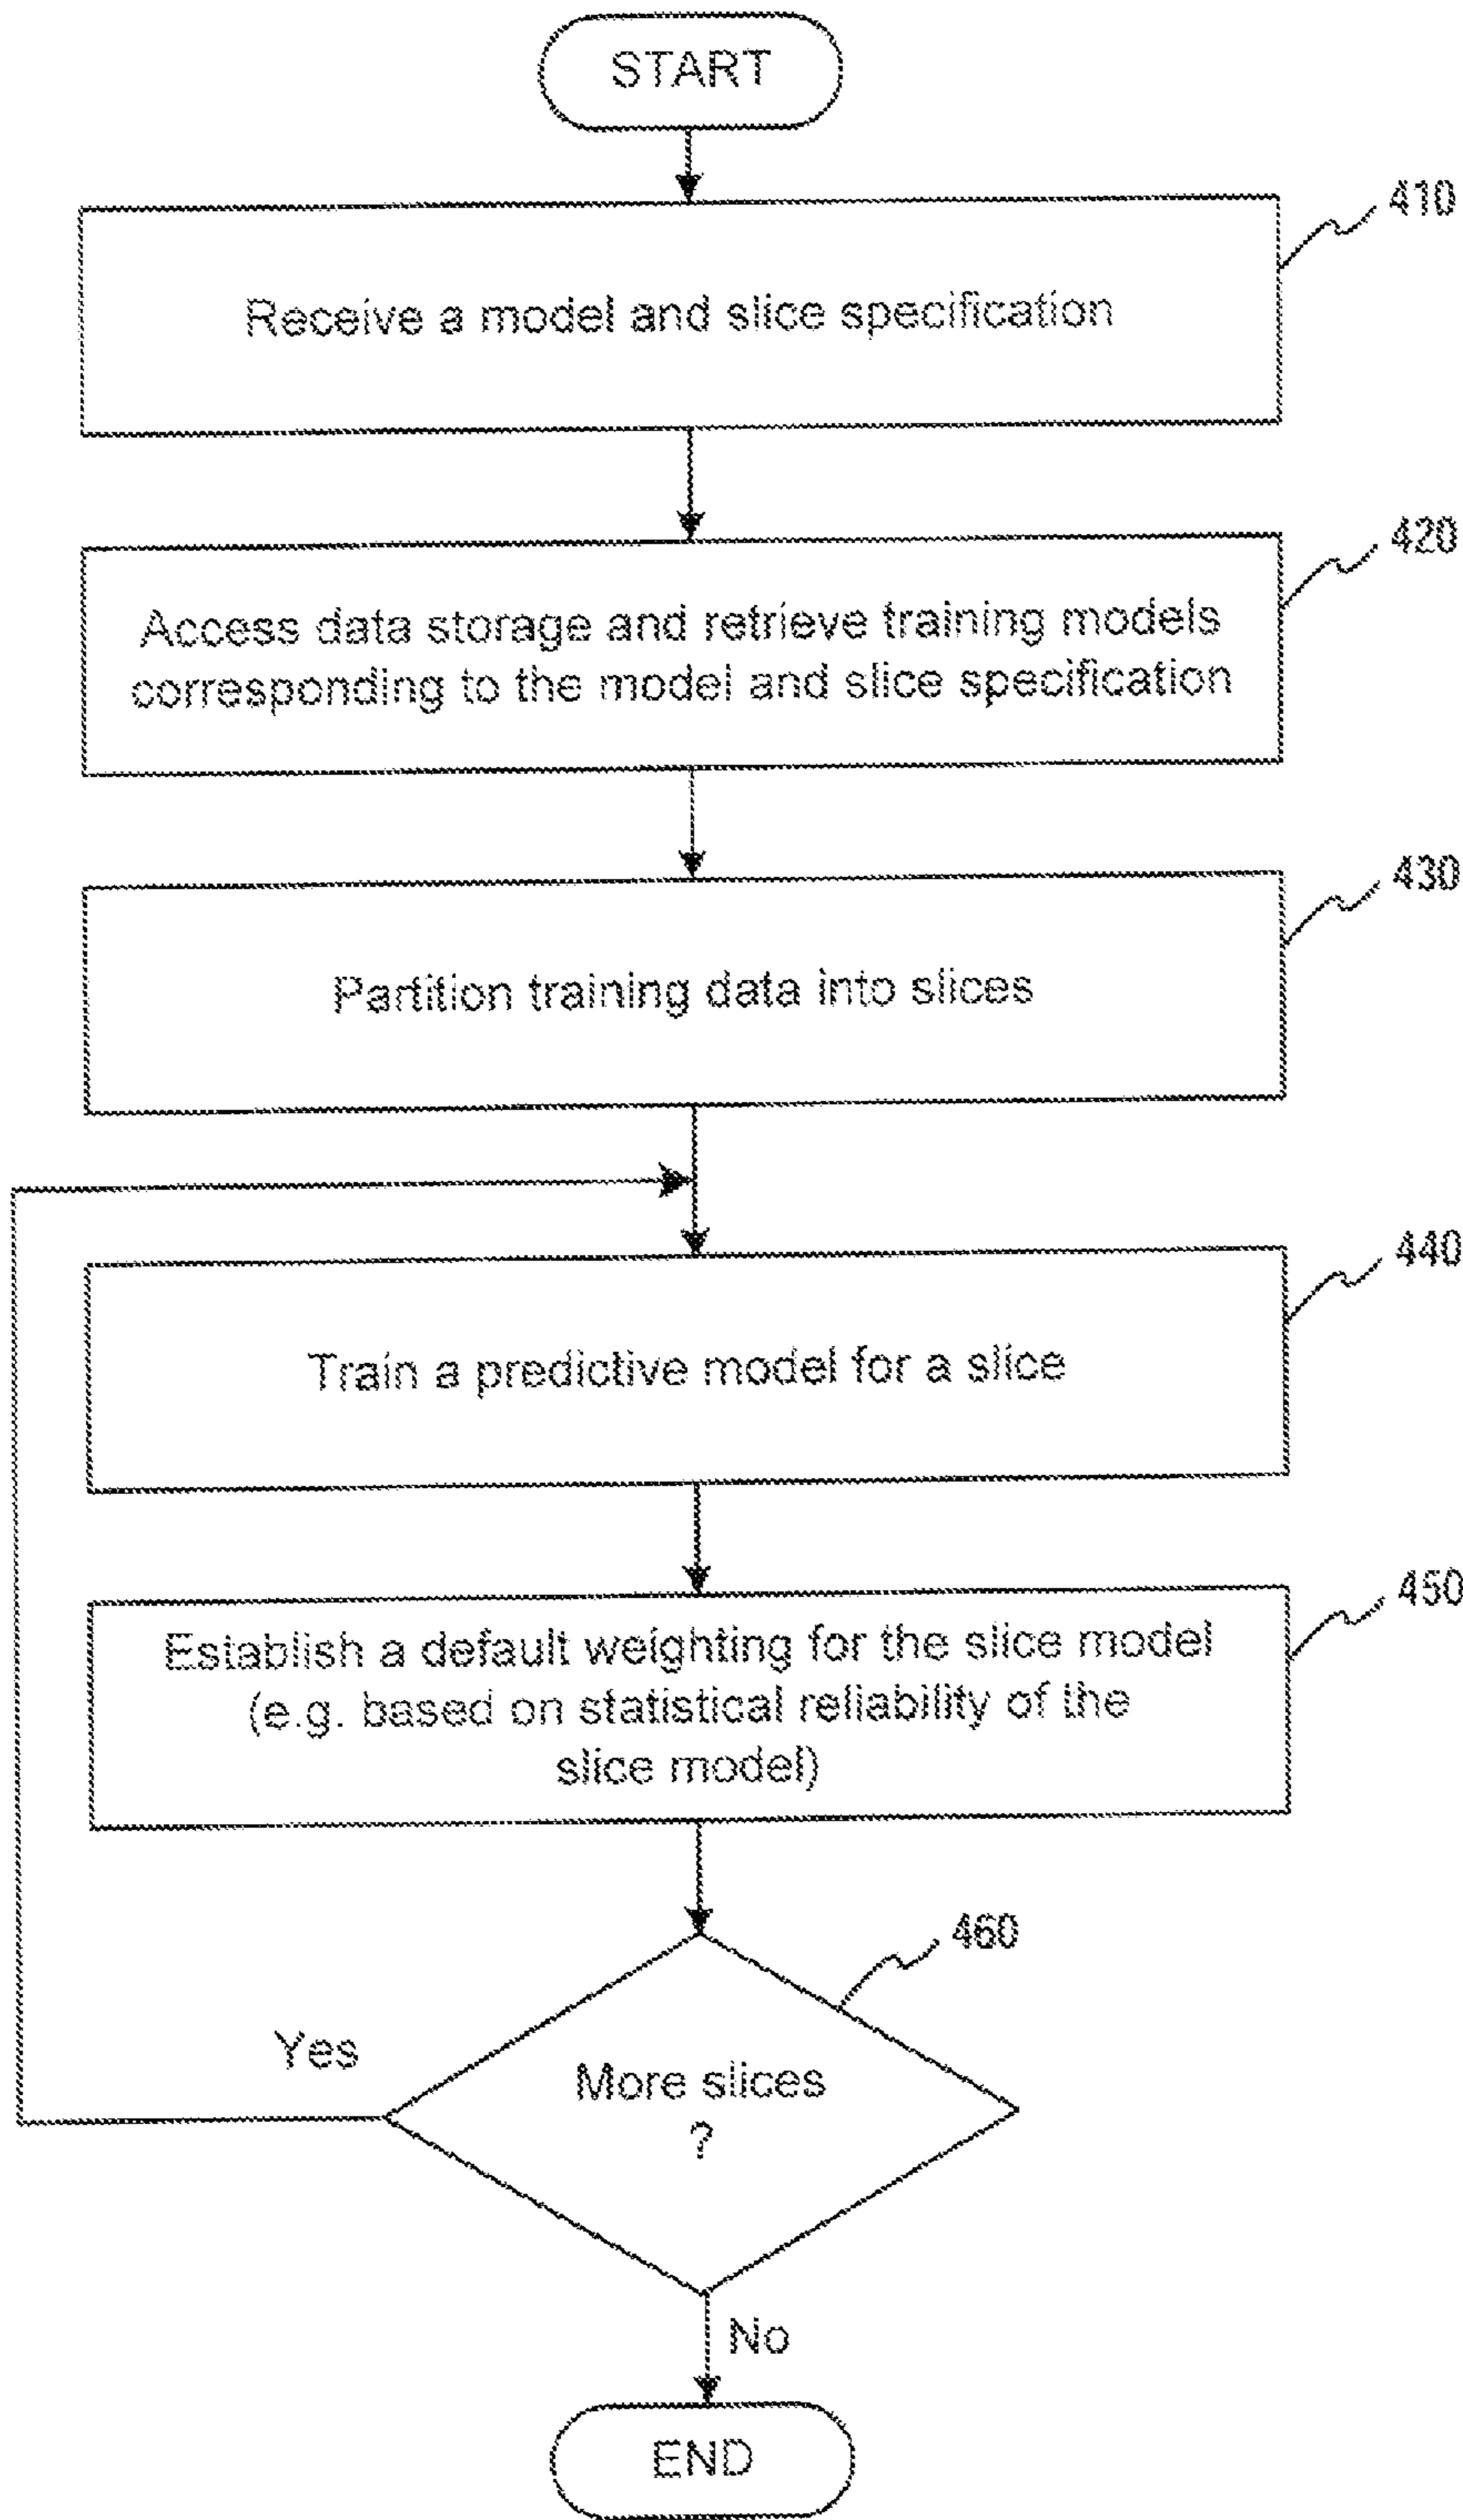 START
410
Receive a model and slice specification
420
Access data storage and retrieve training models
corresponding to the model and slice specification
430
Partition training data into slices
440
Train a predictive model for a slice
450
Establish a default weighting for the slice model
(e.g. based on statistical reliability of the
slice model)
460
Yes
More slices
?
No
END